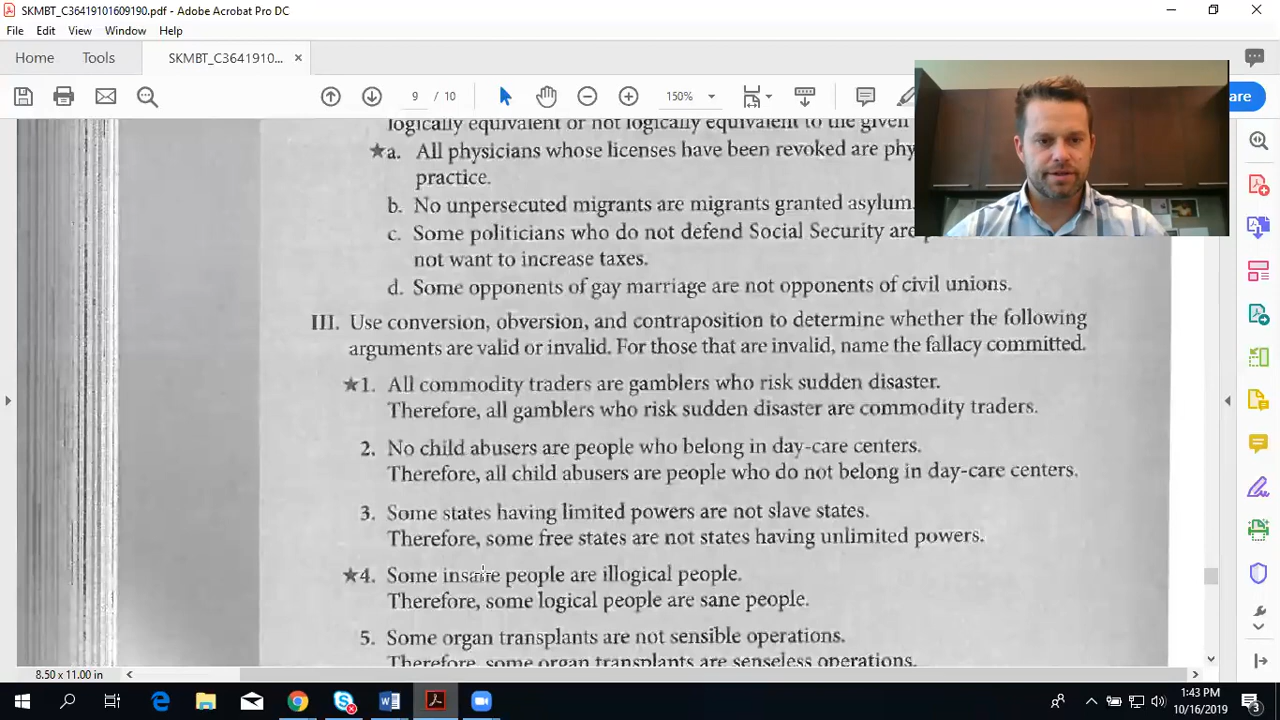 SKMBT_C36419101609190.pdf - Adobe Acrobat Pro DC
File Edit View Window Help
Home Tools SKMBT_C3641910... ×
9 / 10 150%
are
logically equivalent or not logically equivalent to the given
★a. All physicians whose licenses have been revoked are phy
practice.
b. No unpersecuted migrants are migrants granted asylum.
c. Some politicians who do not defend Social Security are p
not want to increase taxes.
d. Some opponents of gay marriage are not opponents of civil unions.
III. Use conversion, obversion, and contraposition to determine whether the following
arguments are valid or invalid. For those that are invalid, name the fallacy committed.
★1. All commodity traders are gamblers who risk sudden disaster.
Therefore, all gamblers who risk sudden disaster are commodity traders.
2. No child abusers are people who belong in day-care centers.
Therefore, all child abusers are people who do not belong in day-care centers.
3. Some states having limited powers are not slave states.
Therefore, some free states are not states having unlimited powers.
★4. Some insane people are illogical people.
Therefore, some logical people are sane people.
5. Some organ transplants are not sensible operations.
Therefore, some organ transplants are senseless operations.
8.50 x 11.00 in
1:43 PM
10/16/2019
3